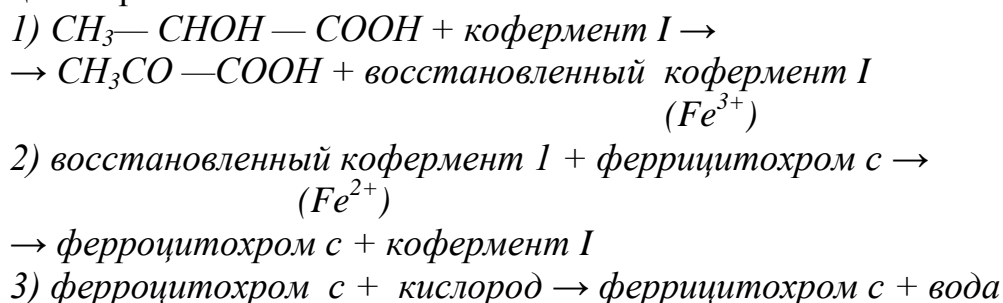 1) CH₃— CHOH — COOH + кофермент I →
→ CH₃CO —COOH + восстановленный кофермент I
(Fe³⁺)
2) восстановленный кофермент 1 + феррицитохром с →
(Fe²⁺)
→ ферроцитохром с + кофермент I
3) ферроцитохром с + кислород → феррицитохром с + вода